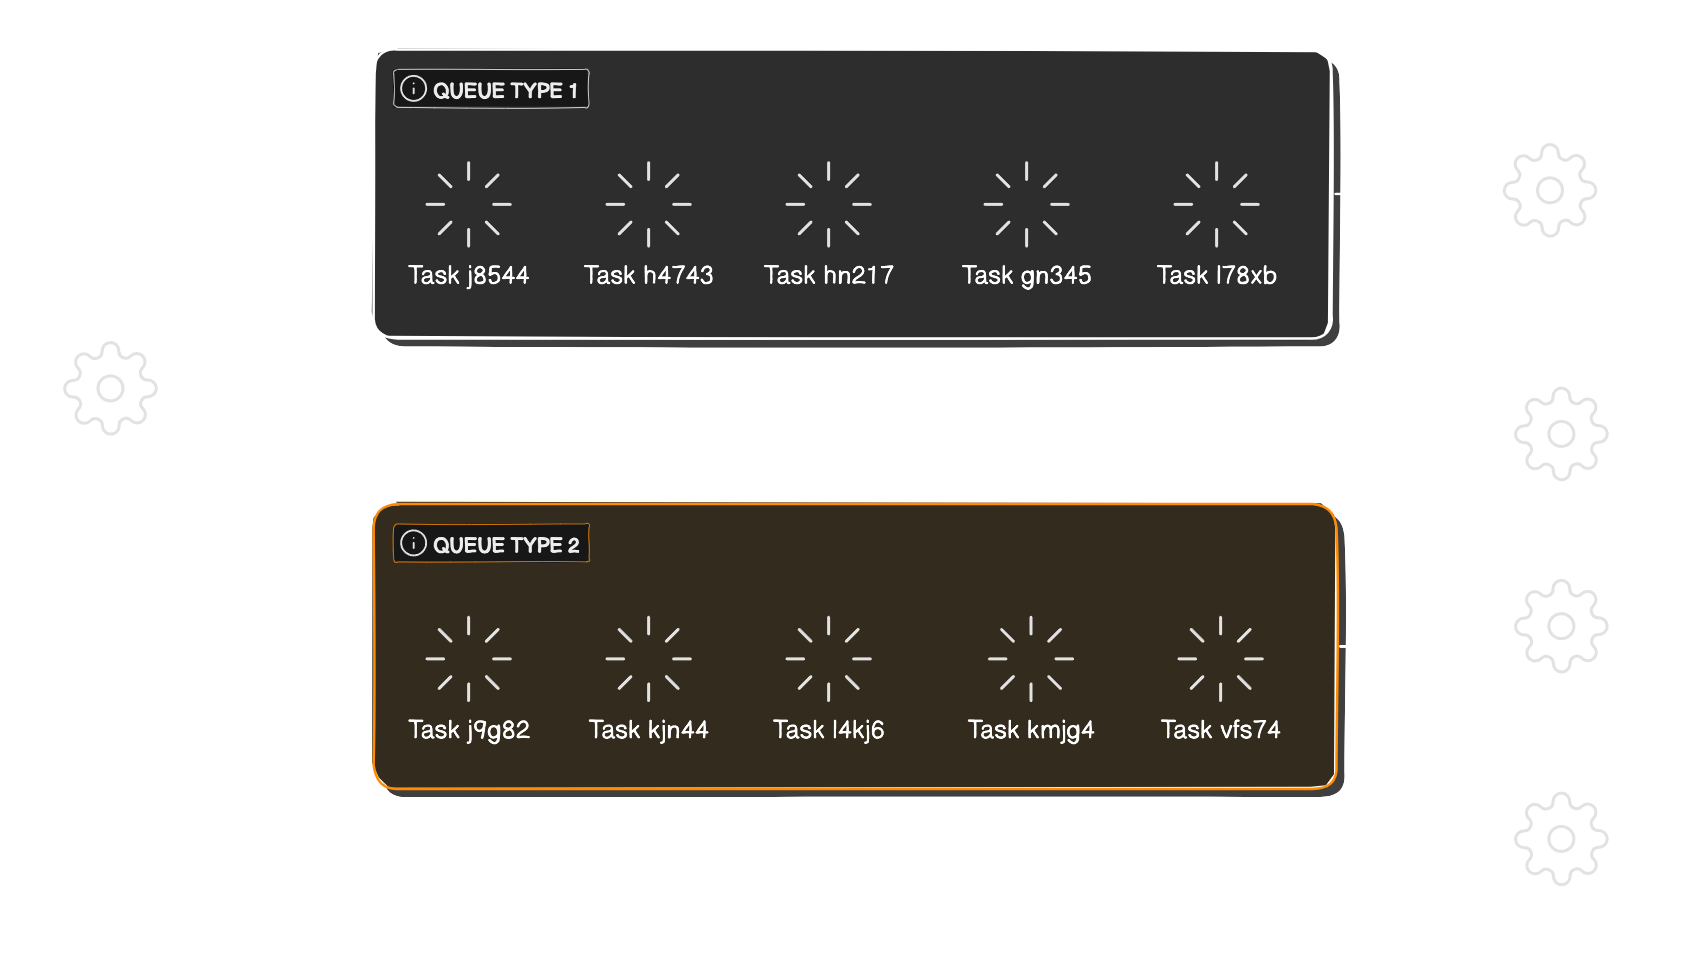 QUEUE TYPE 1
Task j8544
Task h4743
Task hn217
Task gn345
Task l78xb
QUEUE TYPE 2
Task j9g82
Task kjn44
Task l4kj6
Task kmjg4
Task vfs74